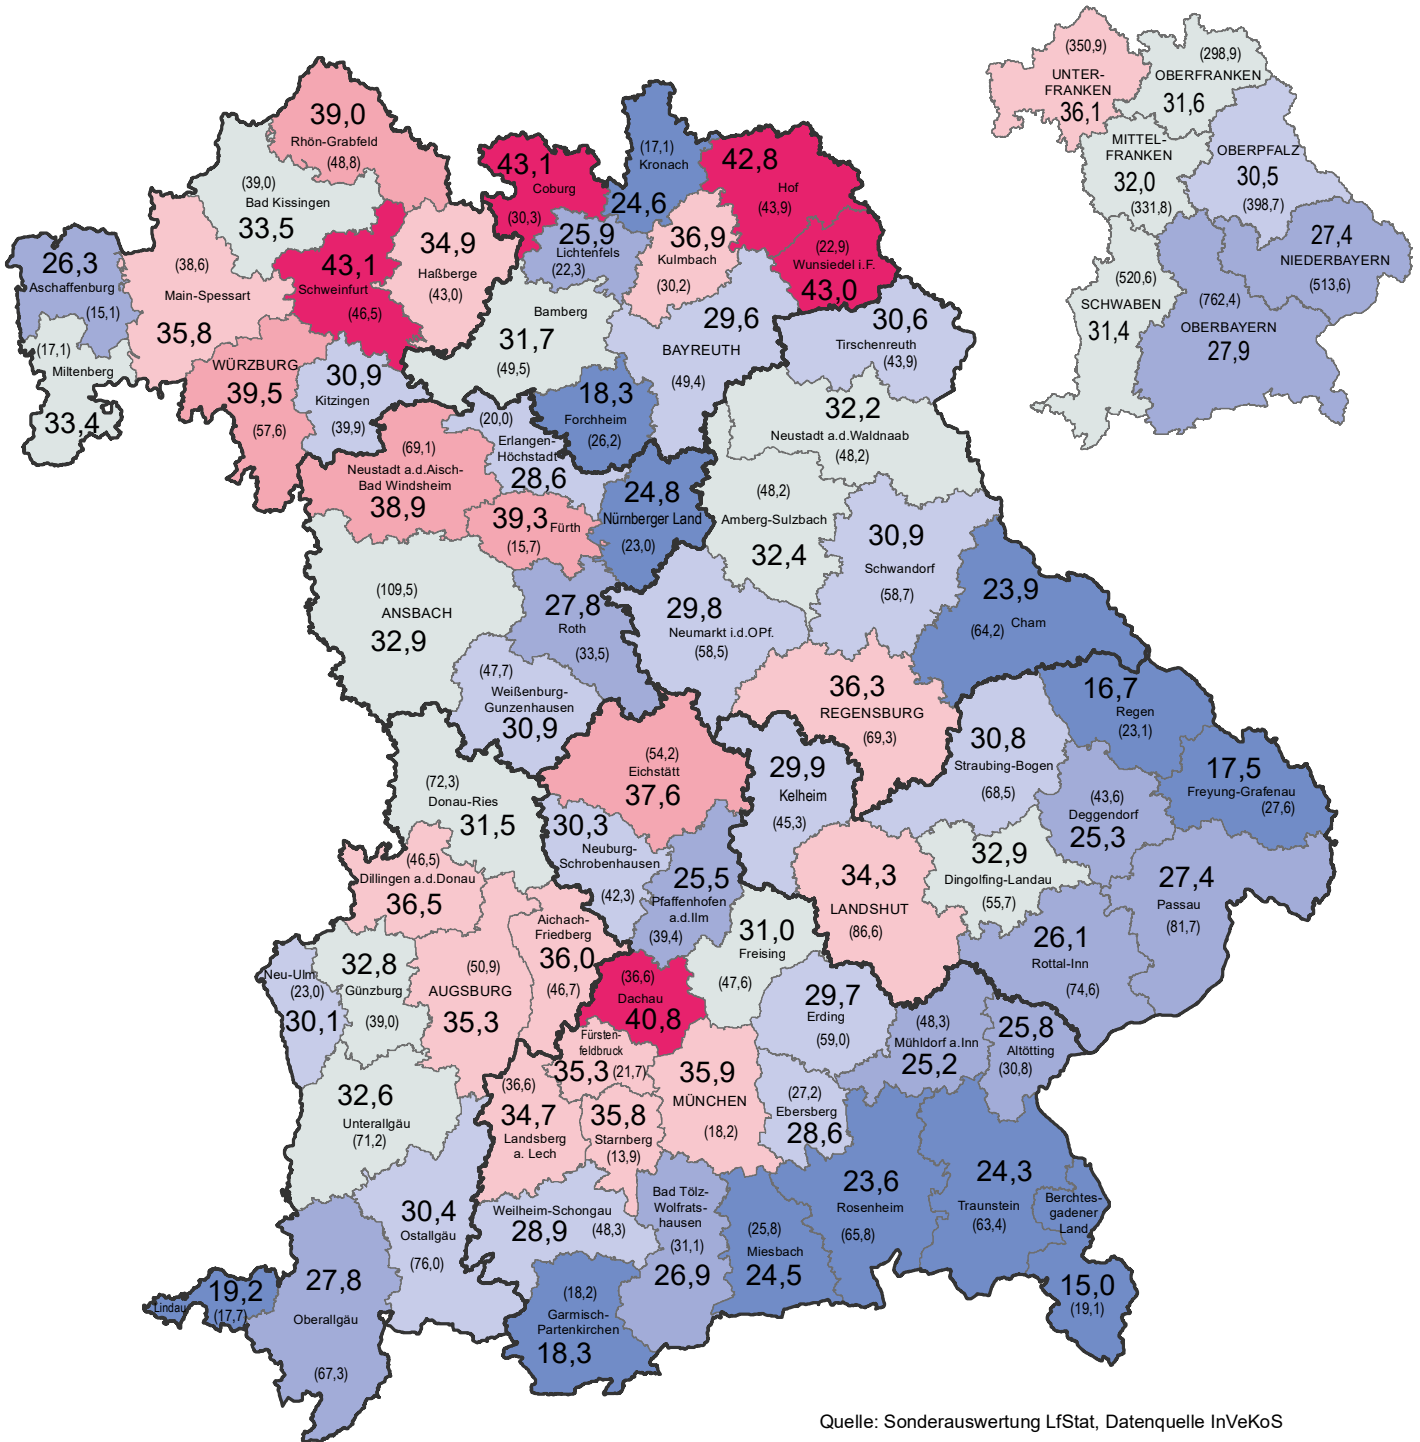 (350,9)
UNTER-
FRANKEN
36,1
(298,9)
OBERFRANKEN
31,6
MITTEL-
FRANKEN
32,0
(331,8)
OBERPFALZ
30,5
(398,7)
27,4
NIEDERBAYERN
(513,6)
(520,6)
SCHWABEN
31,4
(762,4)
OBERBAYERN
27,9
39,0
Rhön-Grabfeld
(48,8)
(39,0)
Bad Kissingen
33,5
43,1
Coburg
(30,3)
(17,1)
Kronach
24,6
42,8
Hof
(43,9)
25,9
Lichtenfels
(22,3)
36,9
Kulmbach
(30,2)
(22,9)
Wunsiedel i.F.
43,0
26,3
Aschaffenburg
(15,1)
(38,6)
Main-Spessart
35,8
43,1
Schweinfurt
(46,5)
34,9
Haßberge
(43,0)
(17,1)
Miltenberg
33,4
WÜRZBURG
39,5
(57,6)
30,9
Kitzingen
(39,9)
Bamberg
31,7
(49,5)
29,6
BAYREUTH
(49,4)
30,6
Tirschenreuth
(43,9)
18,3
Forchheim
(26,2)
(20,0)
Erlangen-
Höchstadt
28,6
(69,1)
Neustadt a.d.Aisch-
Bad Windsheim
38,9
39,3
Fürth
(15,7)
24,8
Nürnberger Land
(23,0)
32,2
Neustadt a.d.Waldnaab
(48,2)
(48,2)
Amberg-Sulzbach
32,4
30,9
Schwandorf
(58,7)
23,9
Cham
(64,2)
(109,5)
ANSBACH
32,9
27,8
Roth
(33,5)
29,8
Neumarkt i.d.OPf.
(58,5)
(47,7)
Weißenburg-
Gunzenhausen
30,9
36,3
REGENSBURG
(69,3)
16,7
Regen
(23,1)
30,8
Straubing-Bogen
(68,5)
17,5
Freyung-Grafenau
(27,6)
(54,2)
Eichstätt
37,6
29,9
Kelheim
(45,3)
(43,6)
Deggendorf
25,3
(72,3)
Donau-Ries
31,5
30,3
Neuburg-
Schrobenhausen
(42,3)
25,5
Pfaffenhofen
a.d.Ilm
(39,4)
34,3
LANDSHUT
(86,6)
32,9
Dingolfing-Landau
(55,7)
27,4
Passau
(81,7)
(46,5)
Dillingen a.d.Donau
36,5
Aichach-
Friedberg
36,0
(46,7)
31,0
Freising
(47,6)
26,1
Rottal-Inn
(74,6)
Neu-Ulm
(23,0)
30,1
32,8
Günzburg
(39,0)
(50,9)
AUGSBURG
35,3
(36,6)
Dachau
40,8
29,7
Erding
(59,0)
(48,3)
Mühldorf a.Inn
25,2
25,8
Altötting
(30,8)
Fürsten-
feldbruck
35,3
(21,7)
35,9
MÜNCHEN
(18,2)
(27,2)
Ebersberg
28,6
32,6
Unterallgäu
(71,2)
(36,6)
34,7
Landsberg
a. Lech
35,8
Starnberg
(13,9)
30,4
Ostallgäu
(76,0)
Weilheim-Schongau
28,9
(48,3)
Bad Tölz-
Wolfrats-
hausen
(31,1)
26,9
(25,8)
Miesbach
24,5
23,6
Rosenheim
(65,8)
24,3
Traunstein
(63,4)
Berchtes-
gadener
Land
15,0
(19,1)
Lindau
19,2
(17,7)
27,8
Oberallgäu
(67,3)
(18,2)
Garmisch-
Partenkirchen
18,3
Quelle: Sonderauswertung LfStat, Datenquelle InVeKoS